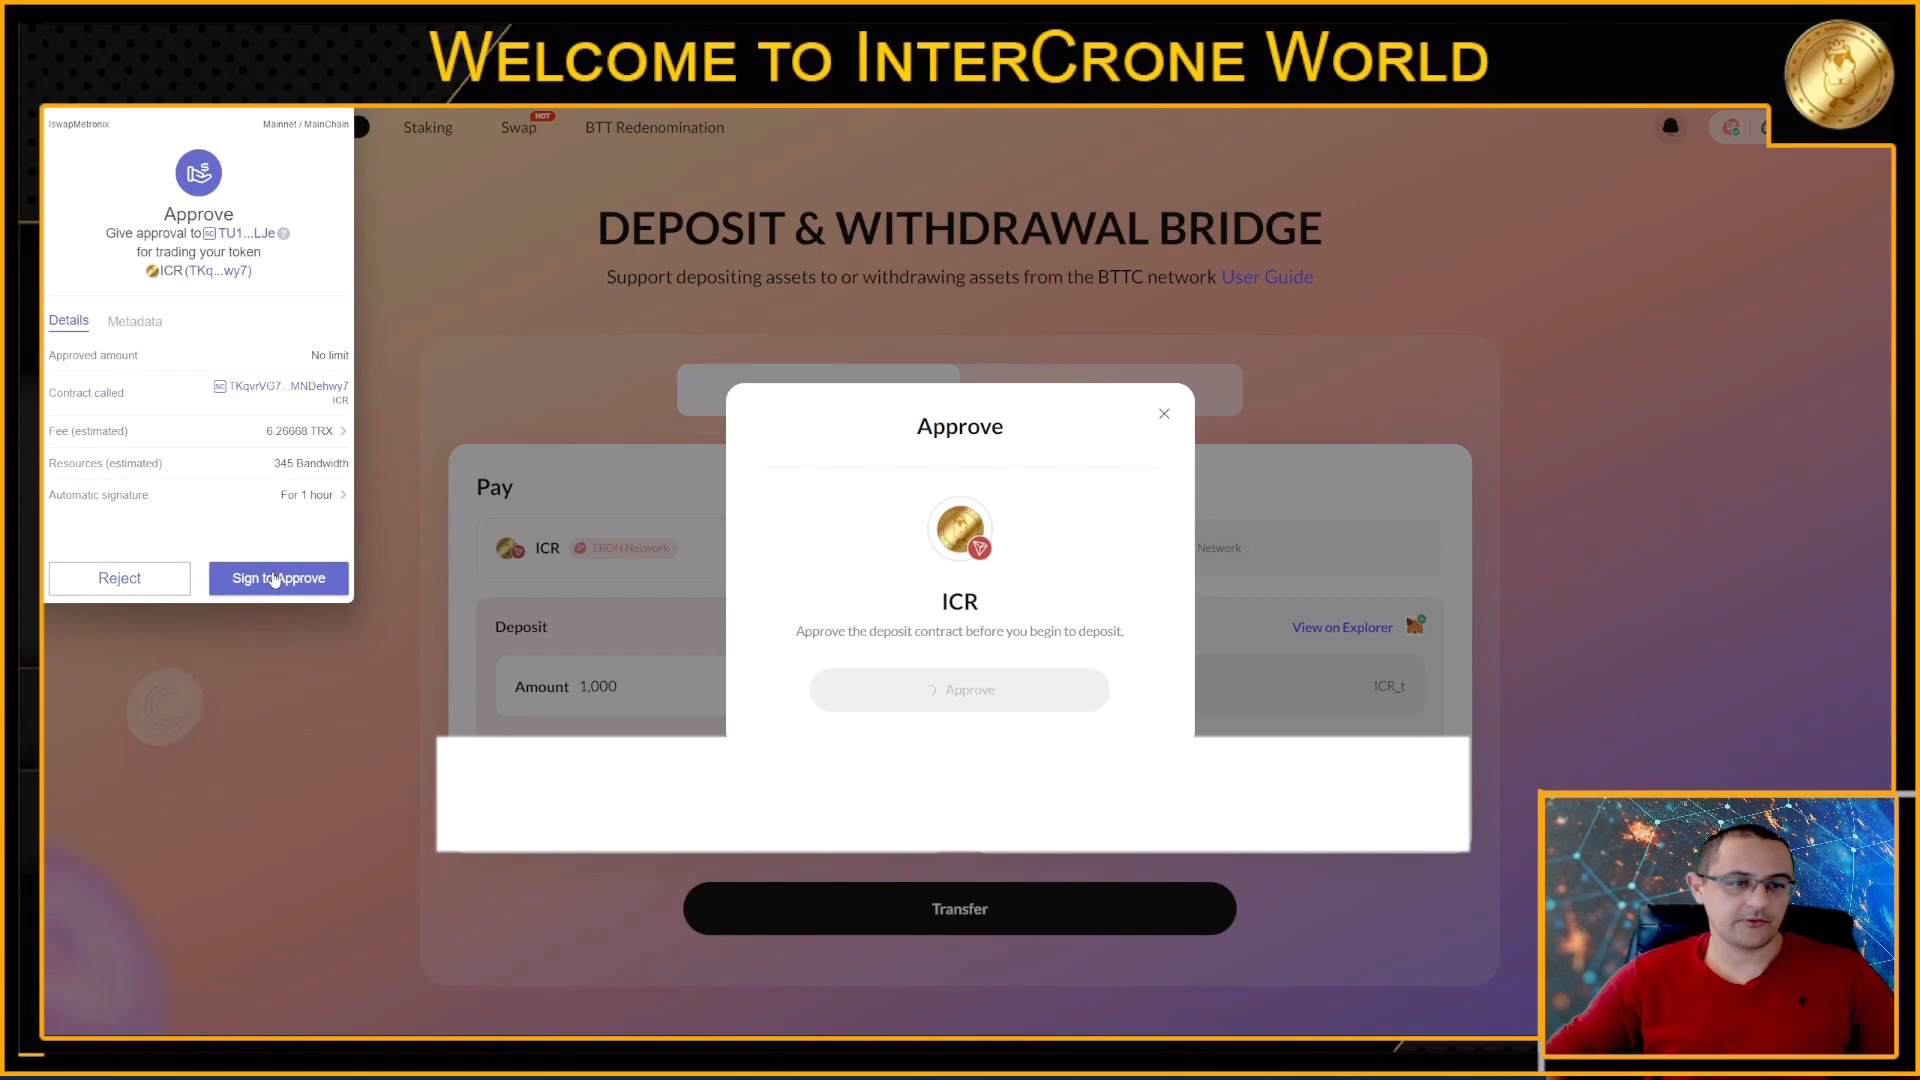 WELCOME TO INTERCRONE WORLD
IswapMetronix
Mainnet / MainChain
Staking
Swap
HOT
BTT Redenomination
Approve
Give approval to SC TU1...LJe ?
for trading your token
ICR (TKq...wy7)
Details
Metadata
Approved amount
No limit
Contract called
SC TKqvrVG7...MNDehwy7
ICR
Fee (estimated)
6.26668 TRX
Resources (estimated)
345 Bandwidth
Automatic signature
For 1 hour
Reject
Sign to Approve
DEPOSIT & WITHDRAWAL BRIDGE
Support depositing assets to or withdrawing assets from the BTTC network User Guide
Pay
ICR
TRON Network
Network
Deposit
View on Explorer
Amount 1,000
ICR_t
Approve
ICR
Approve the deposit contract before you begin to deposit.
Approve
Transfer